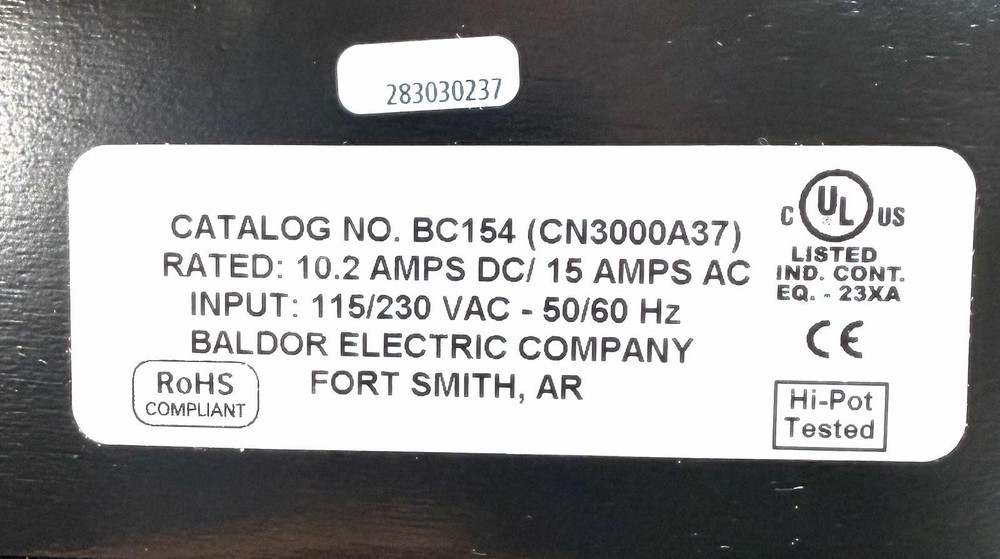 283030237
CATALOG NO. BC154 (CN3000A37)
RATED: 10.2 AMPS DC/ 15 AMPS AC
INPUT: 115/230 VAC - 50/60 Hz
BALDOR ELECTRIC COMPANY
FORT SMITH, AR
RoHS
COMPLIANT
C UL US
LISTED
IND. CONT.
EQ. - 23XA
CE
Hi-Pot
Tested